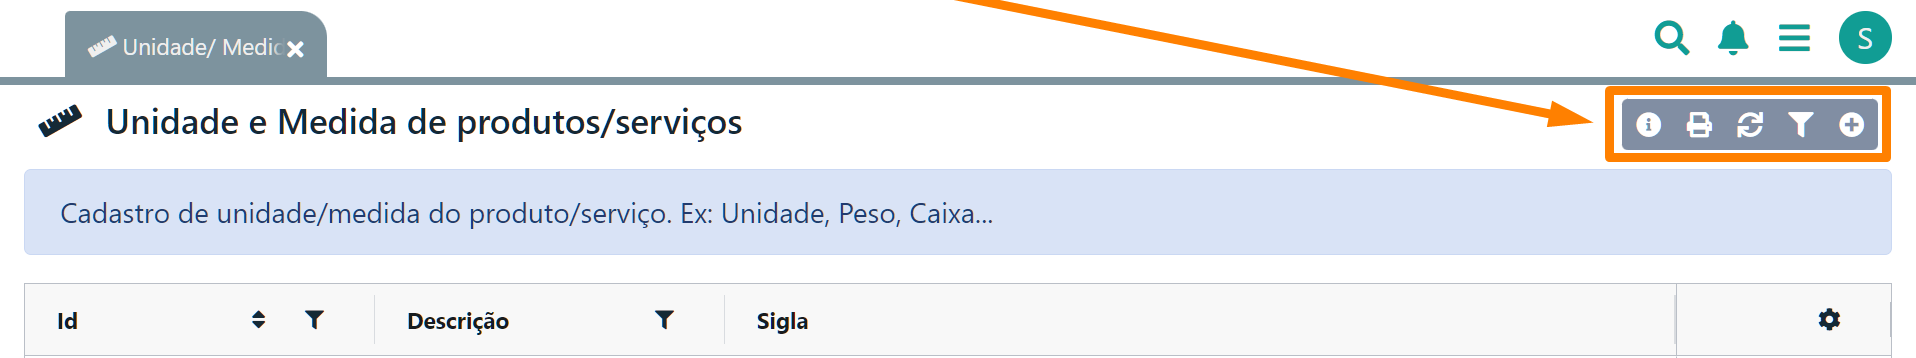 Unidade/ Medid
S
Unidade e Medida de produtos/serviços
Cadastro de unidade/medida do produto/serviço. Ex: Unidade, Peso, Caixa...
Id Descrição Sigla